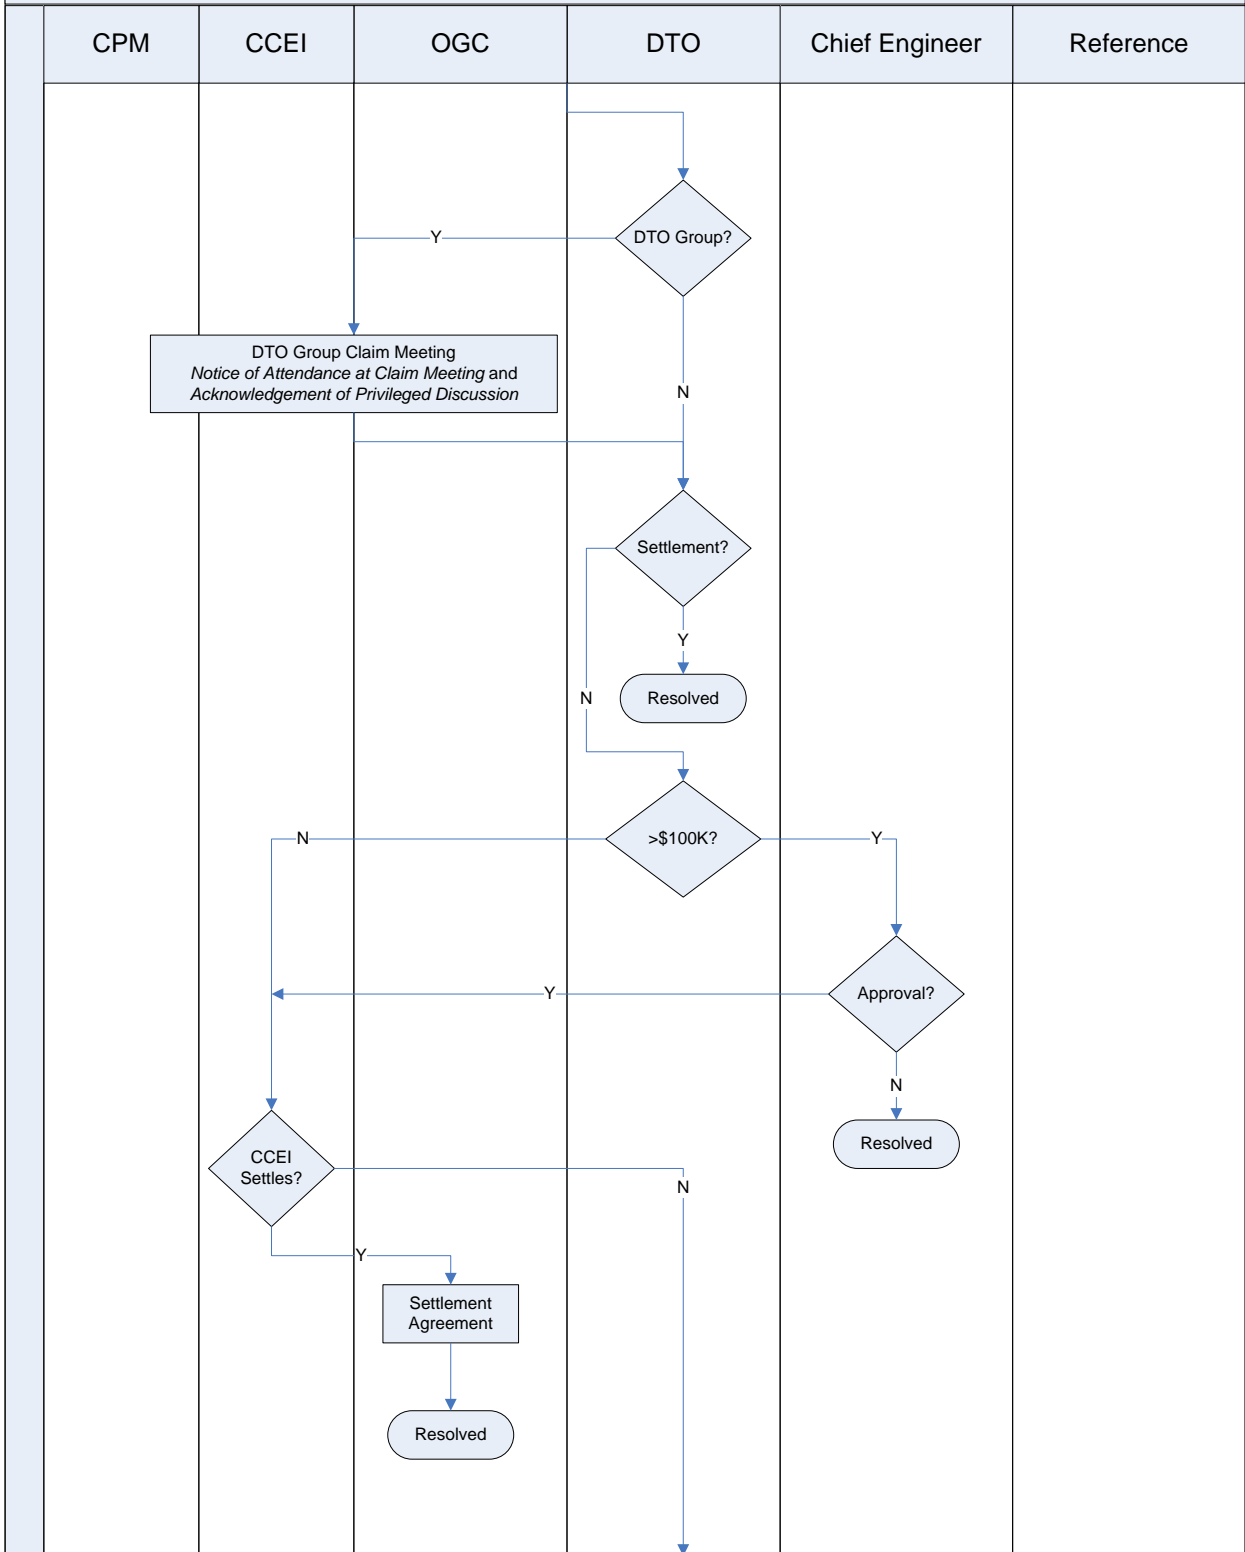 CPM
CCEI
OGC
DTO
Chief Engineer
Reference
DTO Group?
Y
DTO Group Claim Meeting
Notice of Attendance at Claim Meeting and
Acknowledgement of Privileged Discussion
N
Settlement?
Y
N
Resolved
>$100K?
N
Y
Approval?
Y
N
Resolved
CCEI
Settles?
N
Y
Settlement
Agreement
Resolved